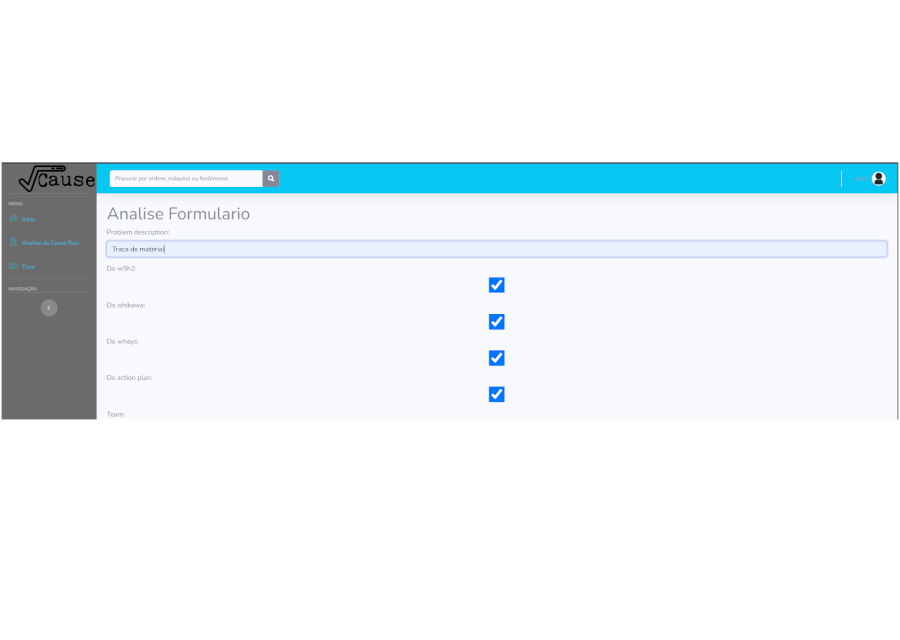 Cause
Procurar por ordem, máquina ou fenômenos
MENU
Início
Analise de Causa Raiz
Time
NAVEGAÇÃO
Analise Formulario
Problem description:
Traca de material
Do w5h2:
Do ishikawa:
Do whays:
Do action plan:
Team: